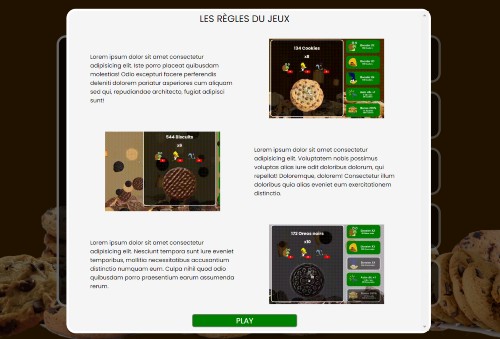 LES RÈGLES DU JEUX
Lorem ipsum dolor sit amet consectetur
adipisicing elit. Iste porro placeat quibusdam
molestias! Odio excepturi facere perferendis
deleniti dolorem pariatur asperiores cum aliquam
sed qui, repudiandae architecto, fugiat adipisci
sunt!
134 Cookies
x8
544 Biscuits
x6
Lorem ipsum dolor sit amet consectetur
adipisicing elit. Voluptatem nobis possimus
voluptas alias iure odit doloribus dolorum, qui
repellat! Doloremque, dolorem! Consectetur illum
doloribus quia alias eveniet eum exercitationem
distinctio.
Lorem ipsum dolor sit amet consectetur
adipisicing elit. Nesciunt tempora sunt iure eveniet
temporibus, mollitia necessitatibus accusantium
distinctio numquam eum. Culpa nihil quod odio
quibusdam porro praesentium earum assumenda
rerum.
172 Oreos noirs
x10
PLAY